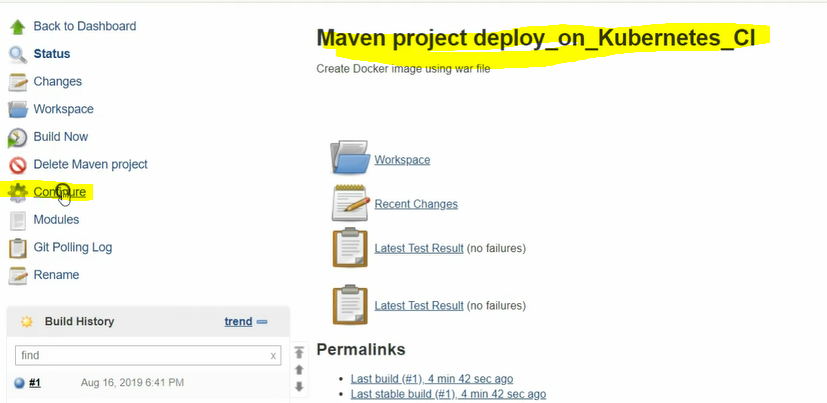 Back to Dashboard
Status
Changes
Workspace
Build Now
Delete Maven project
Configure
Modules
Git Polling Log
Rename
Build History
trend
find
x
#1
Aug 16, 2019 6:41 PM
Maven project deploy_on_Kubernetes_CI
Create Docker image using war file
Workspace
Recent Changes
Latest Test Result (no failures)
Latest Test Result (no failures)
Permalinks
Last build (#1), 4 min 42 sec ago
Last stable build (#1), 4 min 42 sec ago